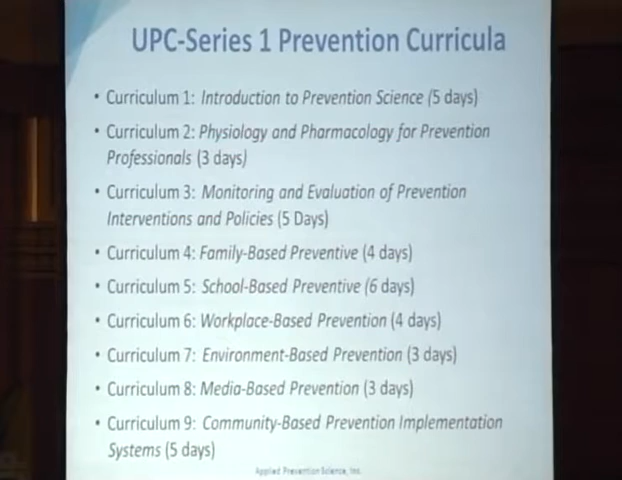 UPC-Series 1 Prevention Curricula
• Curriculum 1: Introduction to Prevention Science (5 days)
• Curriculum 2: Physiology and Pharmacology for Prevention
Professionals (3 days)
• Curriculum 3: Monitoring and Evaluation of Prevention
Interventions and Policies (5 Days)
• Curriculum 4: Family-Based Preventive (4 days)
• Curriculum 5: School-Based Preventive (6 days)
• Curriculum 6: Workplace-Based Prevention (4 days)
• Curriculum 7: Environment-Based Prevention (3 days)
• Curriculum 8: Media-Based Prevention (3 days)
• Curriculum 9: Community-Based Prevention Implementation
Systems (5 days)
Applied Prevention Science, Inc.